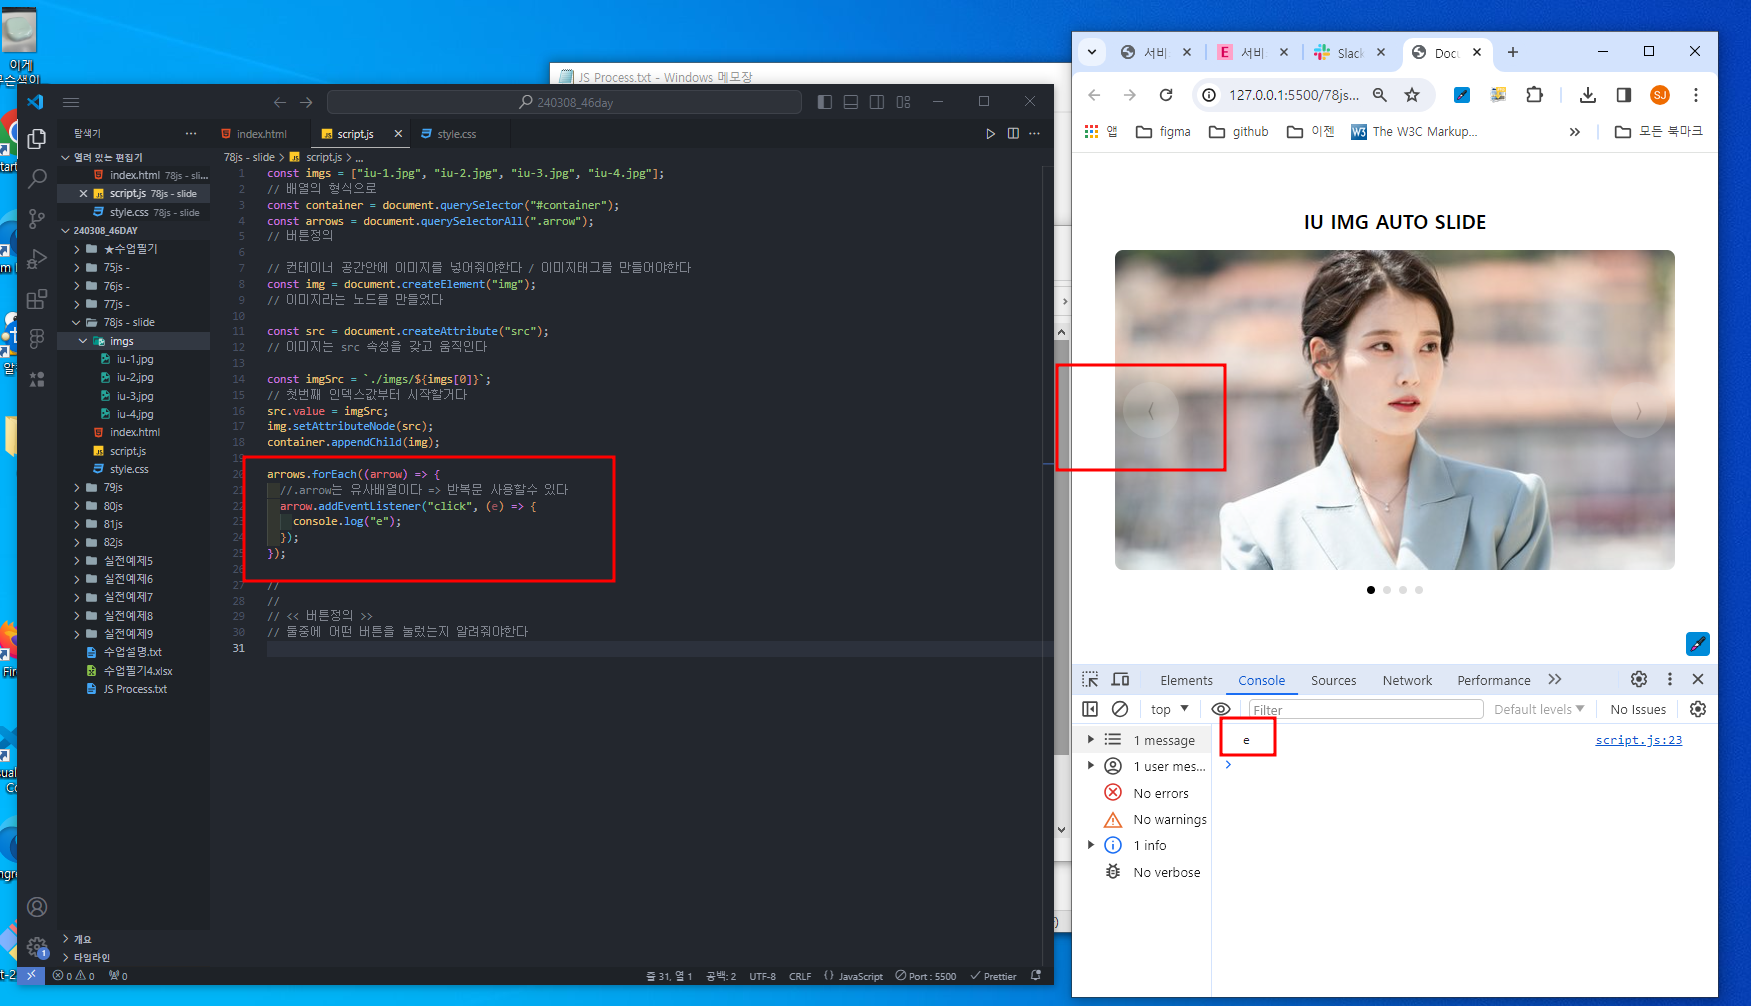 이게
무슨색이
JS Process.txt - Windows 메모장
240308_46day
탐색기
index.html
script.js
style.css
열려 있는 편집기
index.html 78js - sli...
script.js 78js - slide
style.css 78js - slide
240308_46DAY
★수업필기
75js -
76js -
77js -
78js - slide
imgs
iu-1.jpg
iu-2.jpg
iu-3.jpg
iu-4.jpg
index.html
script.js
style.css
79js
80js
81js
82js
실전예제5
실전예제6
실전예제7
실전예제8
실전예제9
수업설명.txt
수업필기4.xlsx
JS Process.txt
개요
타임라인
78js - slide > script.js > ...
1 const imgs = ["iu-1.jpg", "iu-2.jpg", "iu-3.jpg", "iu-4.jpg"];
2 // 배열의 형식으로
3 const container = document.querySelector("#container");
4 const arrows = document.querySelectorAll(".arrow");
5 // 버튼정의
6
7 // 컨테이너 공간안에 이미지를 넣어줘야한다 / 이미지태그를 만들어야한다
8 const img = document.createElement("img");
9 // 이미지라는 노드를 만들었다
10
11 const src = document.createAttribute("src");
12 // 이미지는 src 속성을 갖고 움직인다
13
14 const imgSrc = `./imgs/${imgs[0]}`;
15 // 첫번째 인덱스값부터 시작할거다
16 src.value = imgSrc;
17 img.setAttributeNode(src);
18 container.appendChild(img);
19
20 arrows.forEach((arrow) => {
21 //.arrow는 유사배열이다 => 반복문 사용할수 있다
22 arrow.addEventListener("click", (e) => {
23 console.log("e");
24 });
25 });
26
27 //
28 //
29 // << 버튼정의 >>
30 // 둘중에 어떤 버튼을 눌렀는지 알려줘야한다
31
0 0 0
줄 31, 열 1 공백: 2 UTF-8 CRLF {} JavaScript Port : 5500 Prettier
서비 서비 Slack Docu
127.0.0.1:5500/78js...
SJ
앱 figma github 이젠 The W3C Markup... » 모든 북마크
IU IMG AUTO SLIDE
Elements Console Sources Network Performance
top Filter Default levels No Issues
1 message
e script.js:23
1 user mes...
No errors
No warnings
1 info
No verbose